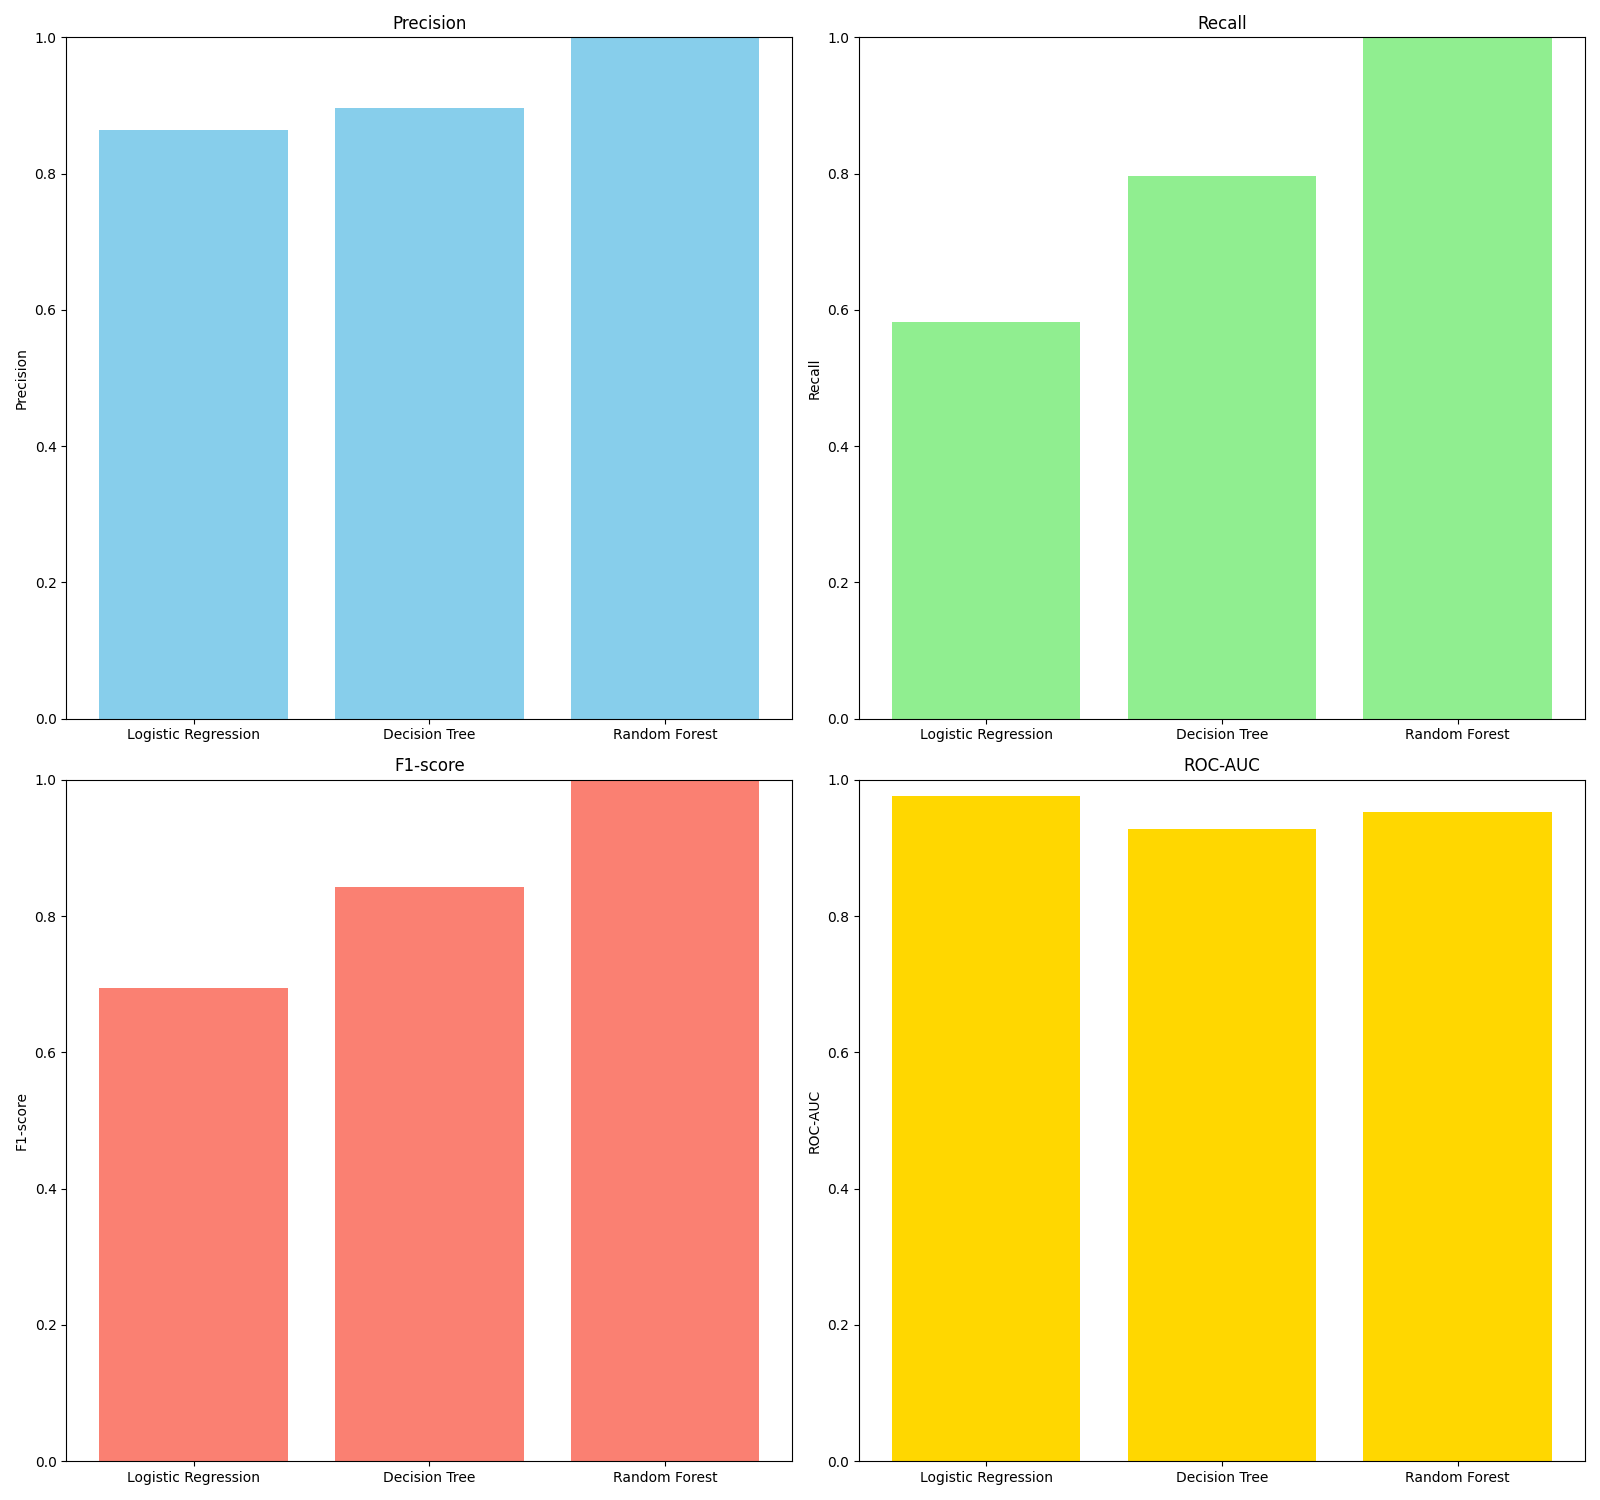 Precision
1.0
0.8
0.6
0.4
0.2
0.0
Precision
Logistic Regression
Decision Tree
Random Forest
Recall
1.0
0.8
0.6
0.4
0.2
0.0
Recall
Logistic Regression
Decision Tree
Random Forest
F1-score
1.0
0.8
0.6
0.4
0.2
0.0
F1-score
Logistic Regression
Decision Tree
Random Forest
ROC-AUC
1.0
0.8
0.6
0.4
0.2
0.0
ROC-AUC
Logistic Regression
Decision Tree
Random Forest